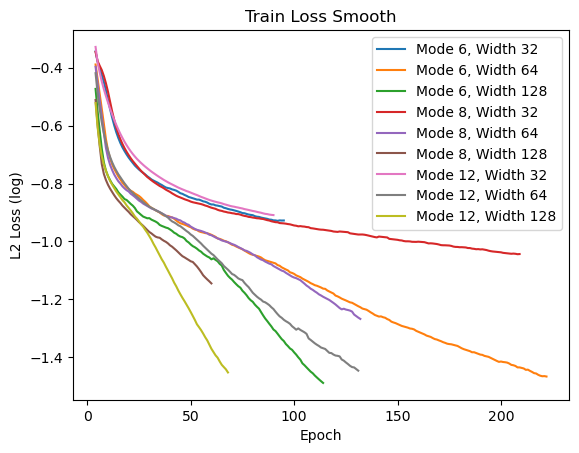 Train Loss Smooth
L2 Loss (log)
−0.4
−0.6
−0.8
−1.0
−1.2
−1.4
Mode 6, Width 32
Mode 6, Width 64
Mode 6, Width 128
Mode 8, Width 32
Mode 8, Width 64
Mode 8, Width 128
Mode 12, Width 32
Mode 12, Width 64
Mode 12, Width 128
0 50 100 150 200
Epoch